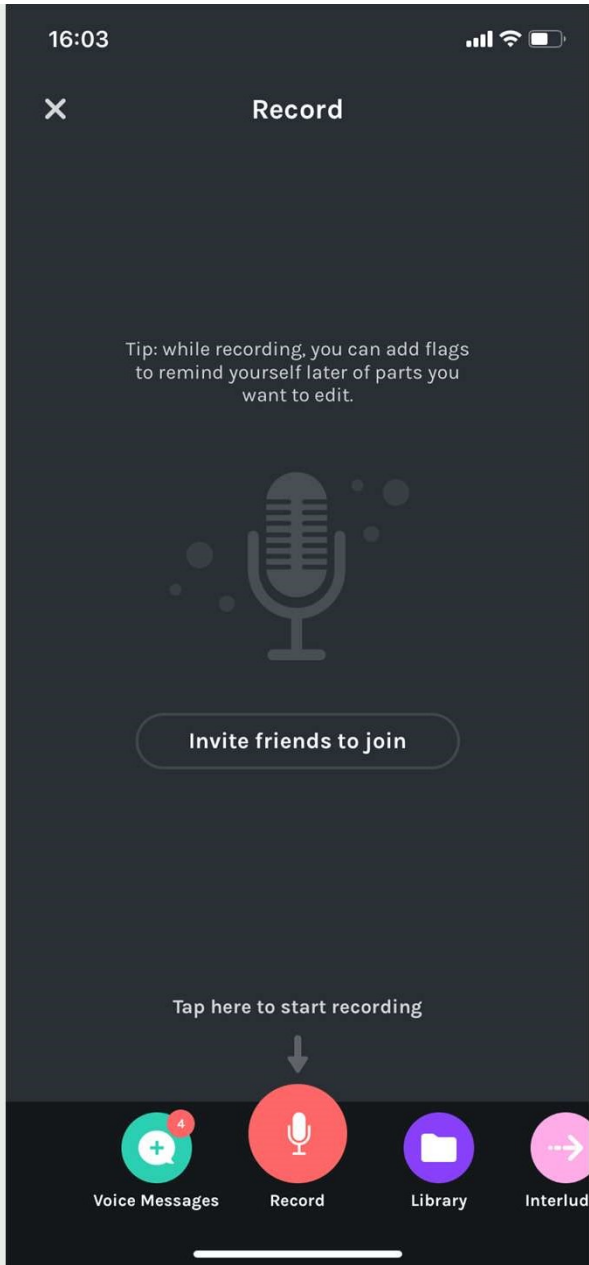 16:03
Record
Tip: while recording, you can add flags
to remind yourself later of parts you
want to edit.
Invite friends to join
Tap here to start recording
4
Voice Messages
Record
Library
Interlud